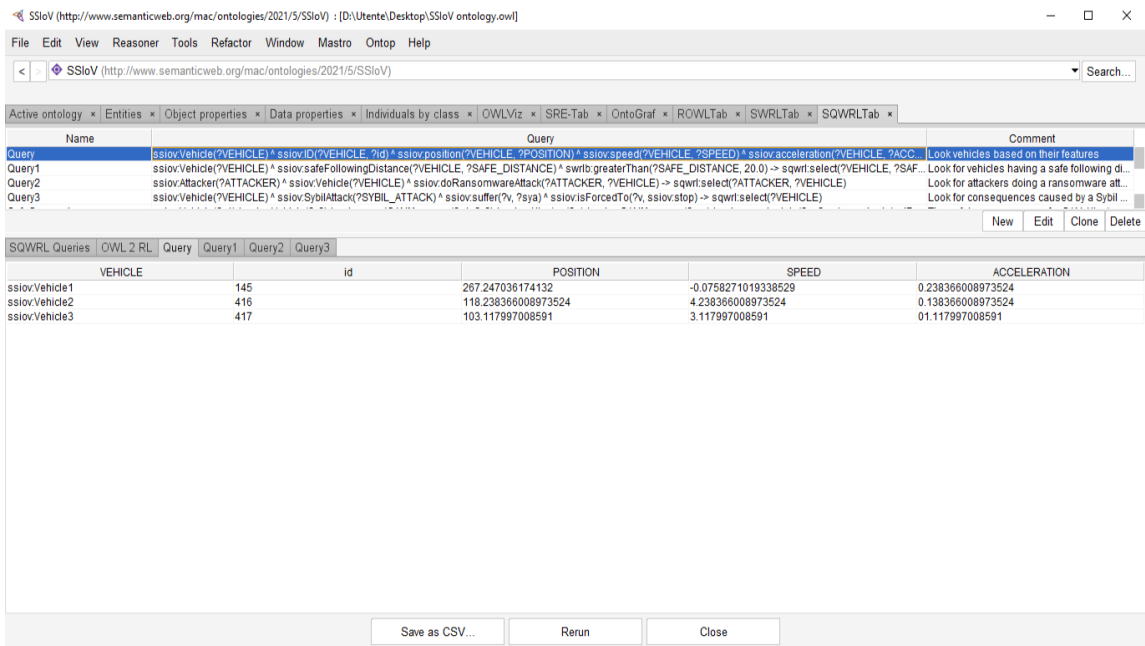 SSIoV (http://www.semanticweb.org/mac/ontologies/2021/5/SSIoV) : [D:\Utente\Desktop\SSIoV ontology.owl]
File Edit View Reasoner Tools Refactor Window Mastro Ontop Help
< > SSIoV (http://www.semanticweb.org/mac/ontologies/2021/5/SSIoV) Search...
Active ontology × Entities × Object properties × Data properties × Individuals by class × OWLViz × SRE-Tab × OntoGraf × ROWLTab × SWRLTab × SQWRLTab ×
Name Query Comment
Query ssiov:Vehicle(?VEHICLE) ^ ssiov:ID(?VEHICLE, ?id) ^ ssiov:position(?VEHICLE, ?POSITION) ^ ssiov:speed(?VEHICLE, ?SPEED) ^ ssiov:acceleration(?VEHICLE, ?ACC... Look vehicles based on their features
Query1 ssiov:Vehicle(?VEHICLE) ^ ssiov:safeFollowingDistance(?VEHICLE, ?SAFE_DISTANCE) ^ swrlb:greaterThan(?SAFE_DISTANCE, 20.0) -> sqwrl:select(?VEHICLE, ?SAF... Look for vehicles having a safe following di...
Query2 ssiov:Attacker(?ATTACKER) ^ ssiov:Vehicle(?VEHICLE) ^ ssiov:doRansomwareAttack(?ATTACKER, ?VEHICLE) -> sqwrl:select(?ATTACKER, ?VEHICLE) Look for attackers doing a ransomware att...
Query3 ssiov:Vehicle(?VEHICLE) ^ ssiov:SybilAttack(?SYBIL_ATTACK) ^ ssiov:suffer(?v, ?sya) ^ ssiov:isForcedTo(?v, ssiov:stop) -> sqwrl:select(?VEHICLE) Look for consequences caused by a Sybil ...
New Edit Clone Delete
SQWRL Queries OWL 2 RL Query Query1 Query2 Query3
VEHICLE id POSITION SPEED ACCELERATION
ssiov:Vehicle1 145 267.247036174132 -0.0758271019338529 0.238366008973524
ssiov:Vehicle2 416 118.238366008973524 4.238366008973524 0.138366008973524
ssiov:Vehicle3 417 103.117997008591 3.117997008591 01.117997008591
Save as CSV... Rerun Close